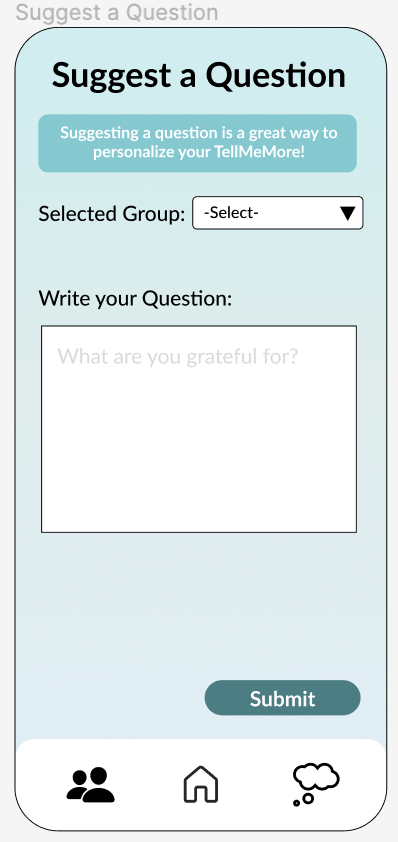 Suggest a Question
Suggest a Question
Suggesting a question is a great way to
personalize your TellMeMore!
Selected Group: -Select-
Write your Question:
What are you grateful for?
Submit